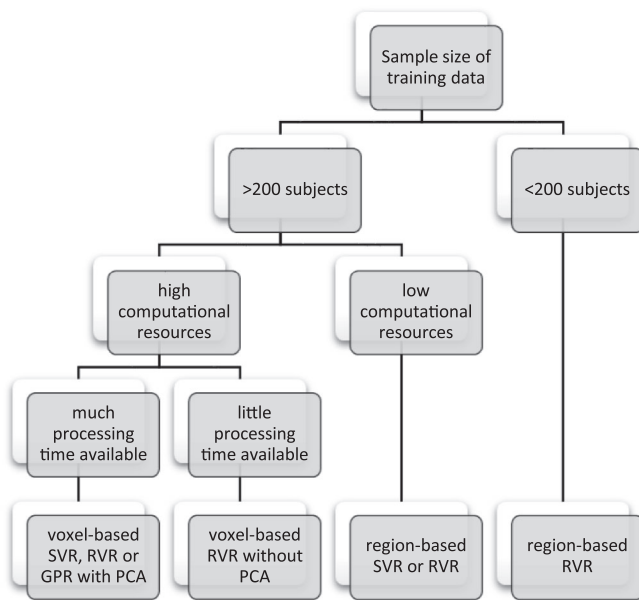 Sample size of
training data
>200 subjects
<200 subjects
high
computational
resources
low
computational
resources
much
processing
time available
little
processing
time available
voxel-based
SVR, RVR or
GPR with PCA
voxel-based
RVR without
PCA
region-based
SVR or RVR
region-based
RVR